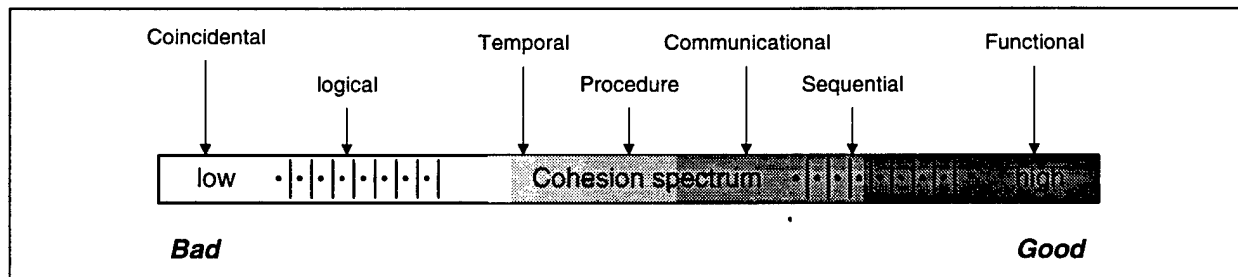 Coincidental Temporal Communicational Functional
logical Procedure Sequential
low Cohesion spectrum high
Bad Good